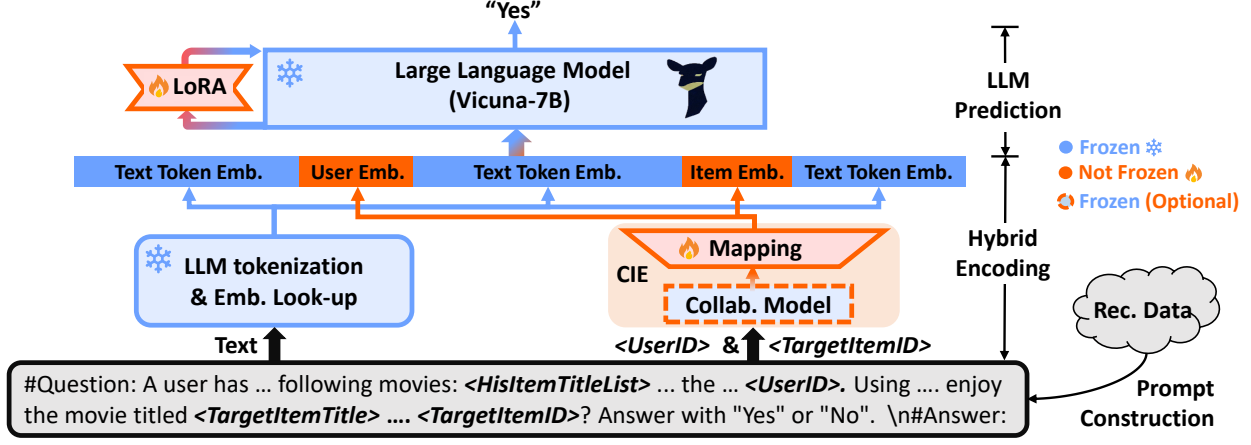 “Yes”
LoRA
Large Language Model
(Vicuna-7B)
LLM
Prediction
Text Token Emb.
User Emb.
Text Token Emb.
Item Emb.
Text Token Emb.
Frozen
Not Frozen
Frozen (Optional)
LLM tokenization
& Emb. Look-up
CIE
Mapping
Collab. Model
Hybrid
Encoding
Rec. Data
Text
<UserID> & <TargetItemID>
#Question: A user has ... following movies: <HisItemTitleList> ... the ... <UserID>. Using .... enjoy
the movie titled <TargetItemTitle> .... <TargetItemID>? Answer with "Yes" or "No". \n#Answer:
Prompt
Construction